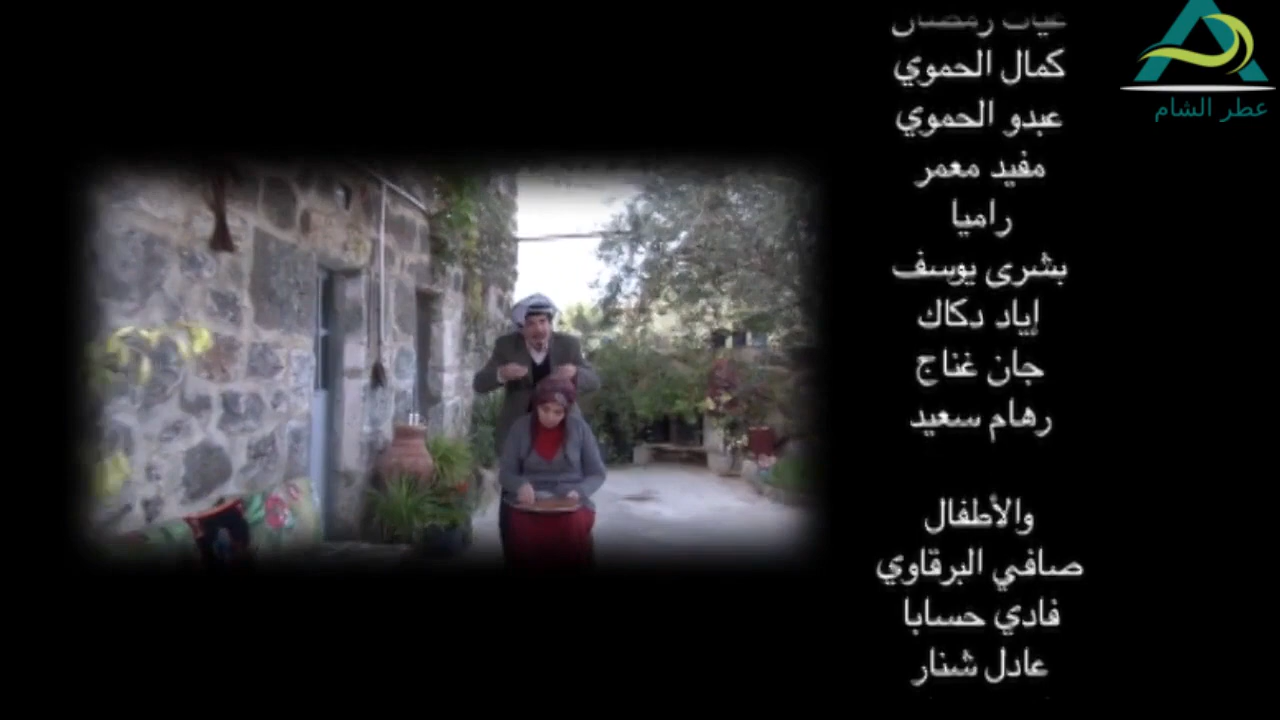 كمال الحموي
عبدو الحموي
مفيد معمر
راميا
بشرى يوسف
إياد دكاك
جان غناج
رهام سعيد
والأطفال
صافي البرقاوي
فادي حسابا
عادل شنار
عطر الشام